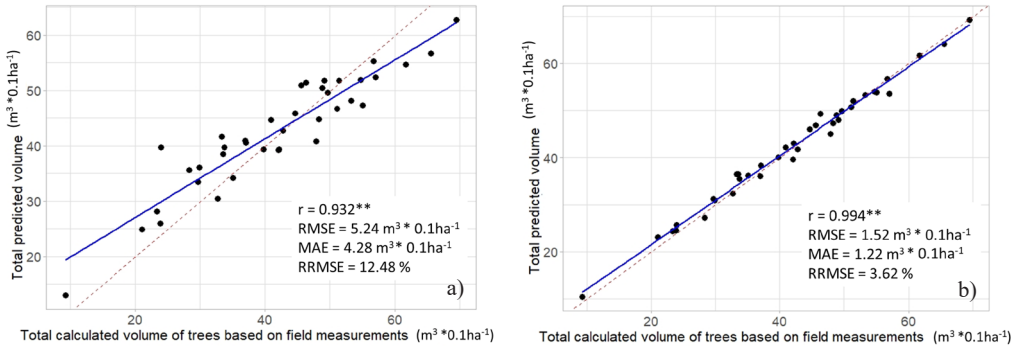 Total predicted volume (m³ *0.1ha⁻¹)
60
50
40
30
20
r = 0.932**
RMSE = 5.24 m³ * 0.1ha⁻¹
MAE = 4.28 m³ * 0.1ha⁻¹
RRMSE = 12.48 %
a)
20 40 60
Total calculated volume of trees based on field measurements (m³ *0.1ha⁻¹)
Total predicted volume (m³ *0.1ha⁻¹)
60
40
20
r = 0.994**
RMSE = 1.52 m³ * 0.1ha⁻¹
MAE = 1.22 m³ * 0.1ha⁻¹
RRMSE = 3.62 %
b)
20 40 60
Total calculated volume of trees based on field measurements (m³ *0.1ha⁻¹)